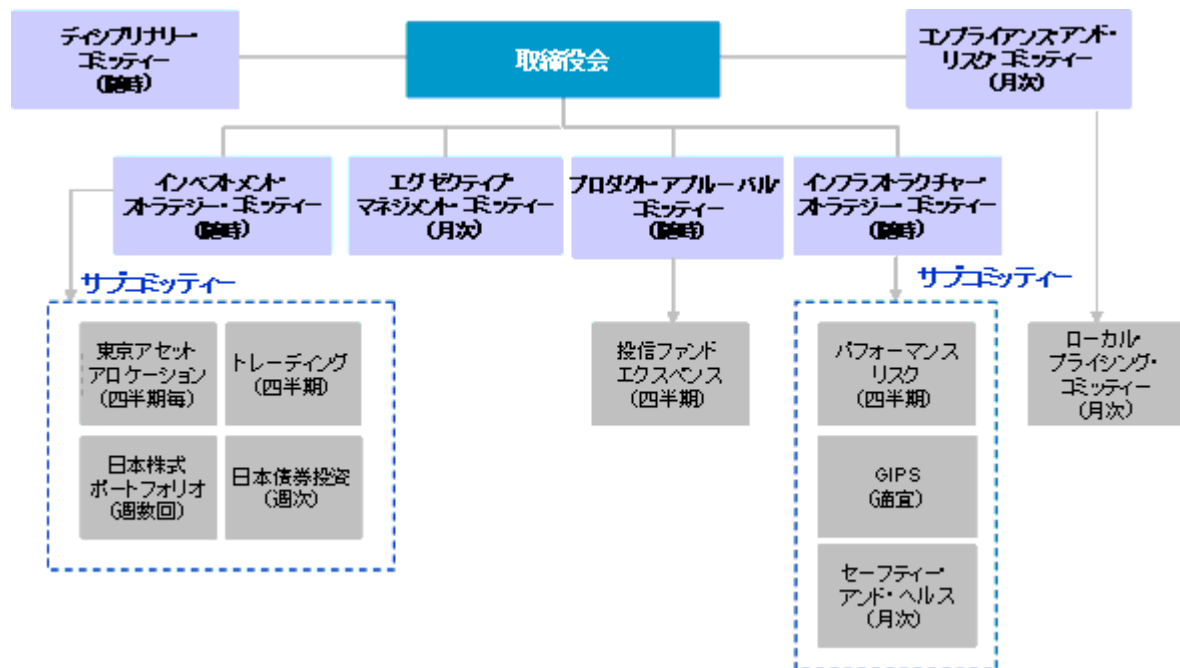 ディシプリナリー・
コミッティー
(臨時)
取締役会
コンプライアンス・アンド・
リスク・コミッティー
(月次)
インベストメント・
ストラテジー・コミッティー
(臨時)
エグゼクティブ・
マネジメント・コミッティー
(月次)
プロダクト・アプルーバル・
コミッティー
(臨時)
インフラストラクチャー・
ストラテジー・コミッティー
(臨時)
サブコミッティー
サブコミッティー
東京アセット
アロケーション
(四半期毎)
トレーディング
(四半期)
日本株式
ポートフォリオ
(週数回)
日本債券投資
(週次)
投信ファンド
エクスペンス
(四半期)
パフォーマンス
リスク
(四半期)
GIPS
(適宜)
セーフティー・
アンド・ヘルス
(月次)
ローカル・
プライシング・
コミッティー
(月次)